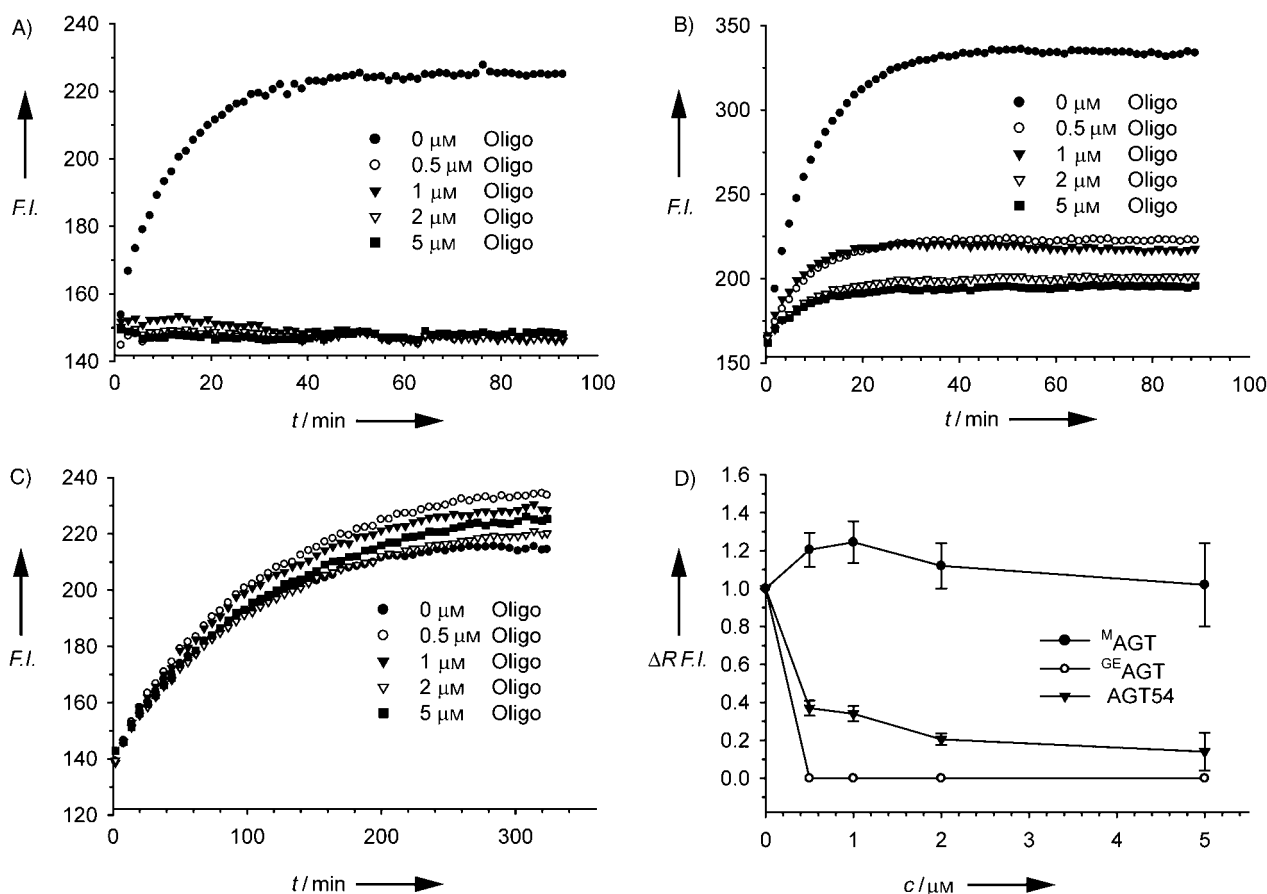 A)
240
220
200
180
160
140
F.I.
0 μM Oligo
0.5 μM Oligo
1 μM Oligo
2 μM Oligo
5 μM Oligo
0 20 40 60 80 100
t / min
B)
350
300
250
200
150
F.I.
0 μM Oligo
0.5 μM Oligo
1 μM Oligo
2 μM Oligo
5 μM Oligo
0 20 40 60 80 100
t / min
C)
240
220
200
180
160
140
120
F.I.
0 μM Oligo
0.5 μM Oligo
1 μM Oligo
2 μM Oligo
5 μM Oligo
0 100 200 300
t / min
D)
1.6
1.4
1.2
1.0
0.8
0.6
0.4
0.2
0.0
ΔR F.I.
ᴹAGT
ᴳᴱAGT
AGT54
0 1 2 3 4 5
c / μM